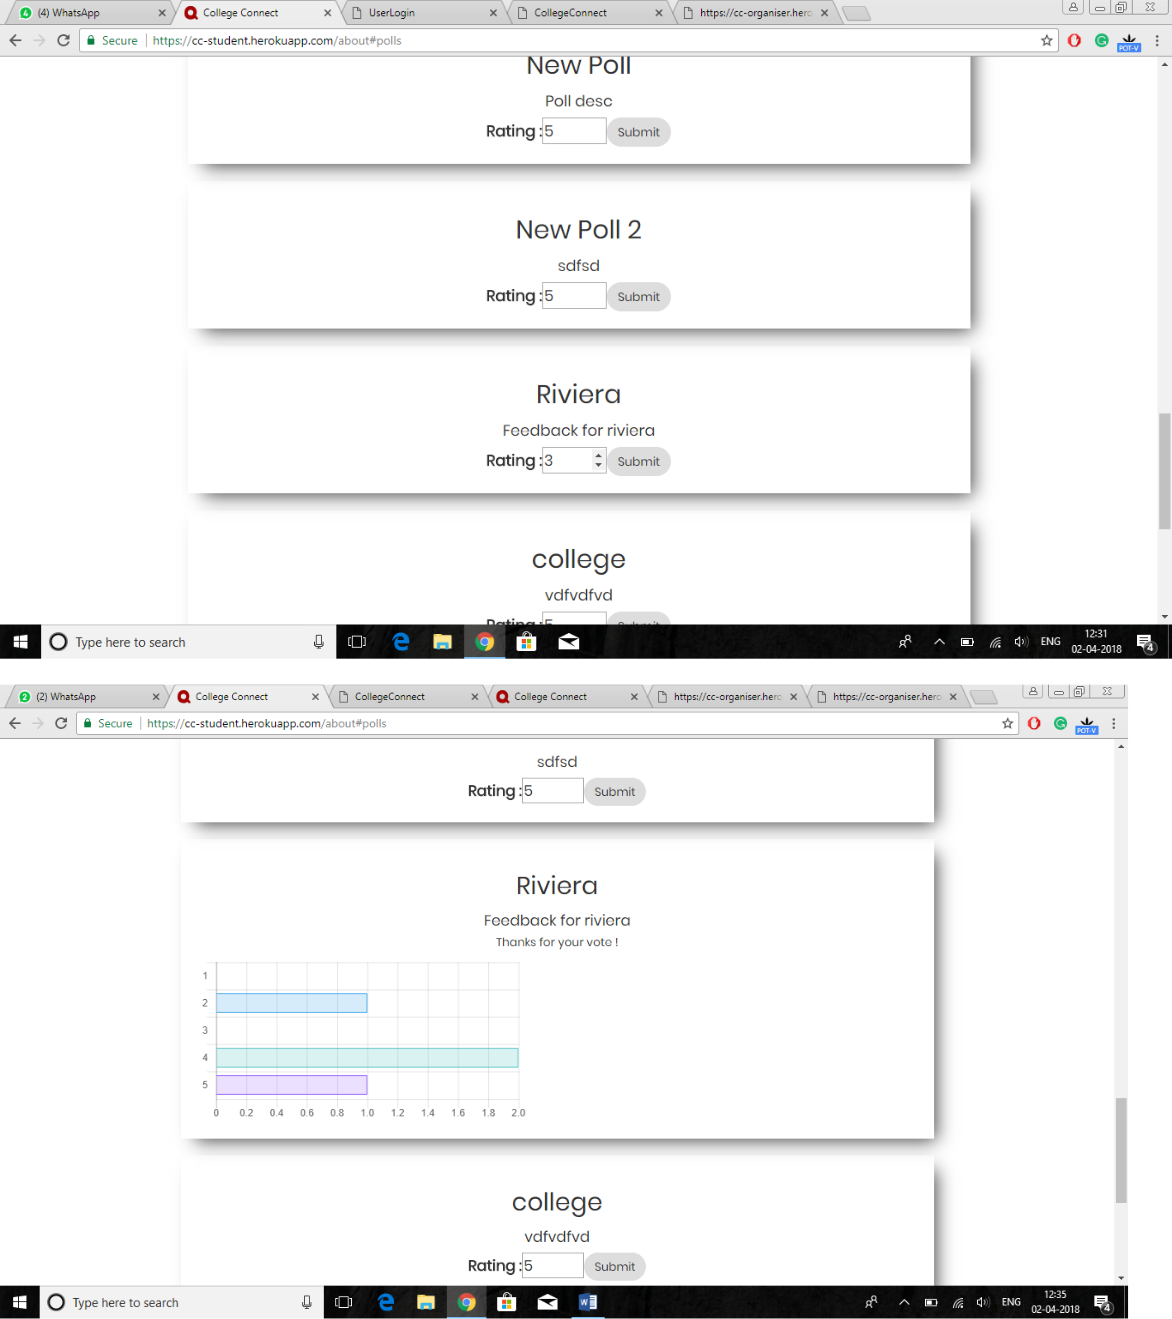 (4) WhatsApp
College Connect
UserLogin
CollegeConnect
https://cc-organiser.hero
Secure
https://cc-student.herokuapp.com/about#polls
POT-V
New Poll
Poll desc
Rating :5 Submit
New Poll 2
sdfsd
Rating :5 Submit
Riviera
Feedback for riviera
Rating :3 Submit
college
vdfvdfvd
Rating :5 Submit
Type here to search
ENG
12:31
02-04-2018
4
(2) WhatsApp
College Connect
CollegeConnect
College Connect
https://cc-organiser.herc
https://cc-organiser.hero
Secure
https://cc-student.herokuapp.com/about#polls
POT-V
sdfsd
Rating :5 Submit
Riviera
Feedback for riviera
Thanks for your vote !
1
2
3
4
5
0 0.2 0.4 0.6 0.8 1.0 1.2 1.4 1.6 1.8 2.0
college
vdfvdfvd
Rating :5 Submit
Type here to search
ENG
12:35
02-04-2018
4